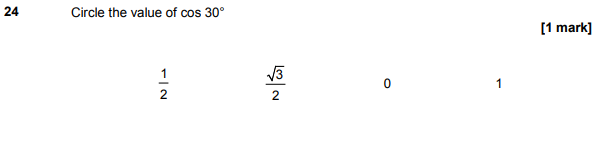 24 Circle the value of cos 30°
[1 mark]
1/2 √3/2 0 1